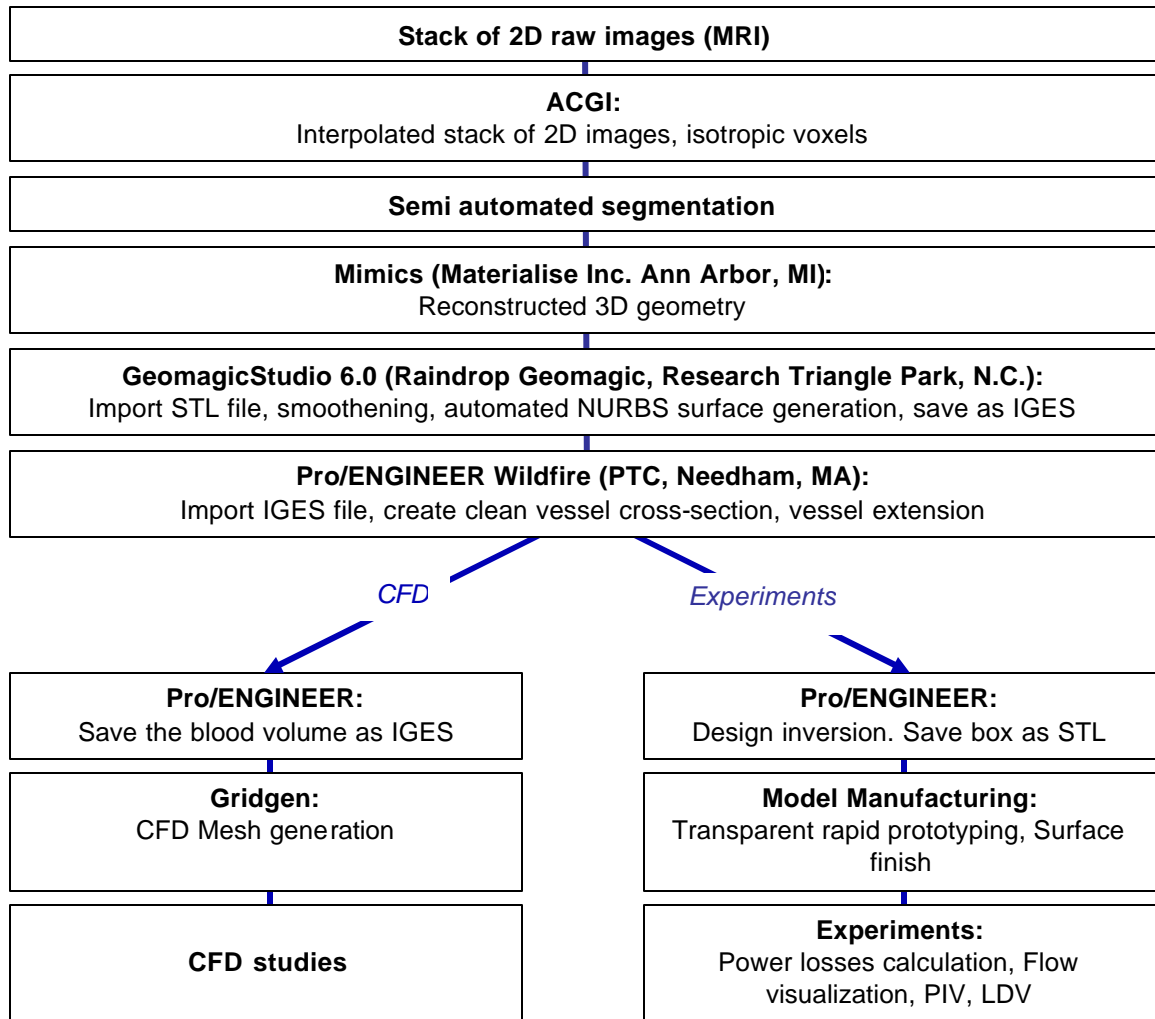 Stack of 2D raw images (MRI)
ACGI:
Interpolated stack of 2D images, isotropic voxels
Semi automated segmentation
Mimics (Materialise Inc. Ann Arbor, MI):
Reconstructed 3D geometry
GeomagicStudio 6.0 (Raindrop Geomagic, Research Triangle Park, N.C.):
Import STL file, smoothening, automated NURBS surface generation, save as IGES
Pro/ENGINEER Wildfire (PTC, Needham, MA):
Import IGES file, create clean vessel cross-section, vessel extension
CFD
Experiments
Pro/ENGINEER:
Save the blood volume as IGES
Gridgen:
CFD Mesh generation
CFD studies
Pro/ENGINEER:
Design inversion. Save box as STL
Model Manufacturing:
Transparent rapid prototyping, Surface
finish
Experiments:
Power losses calculation, Flow
visualization, PIV, LDV